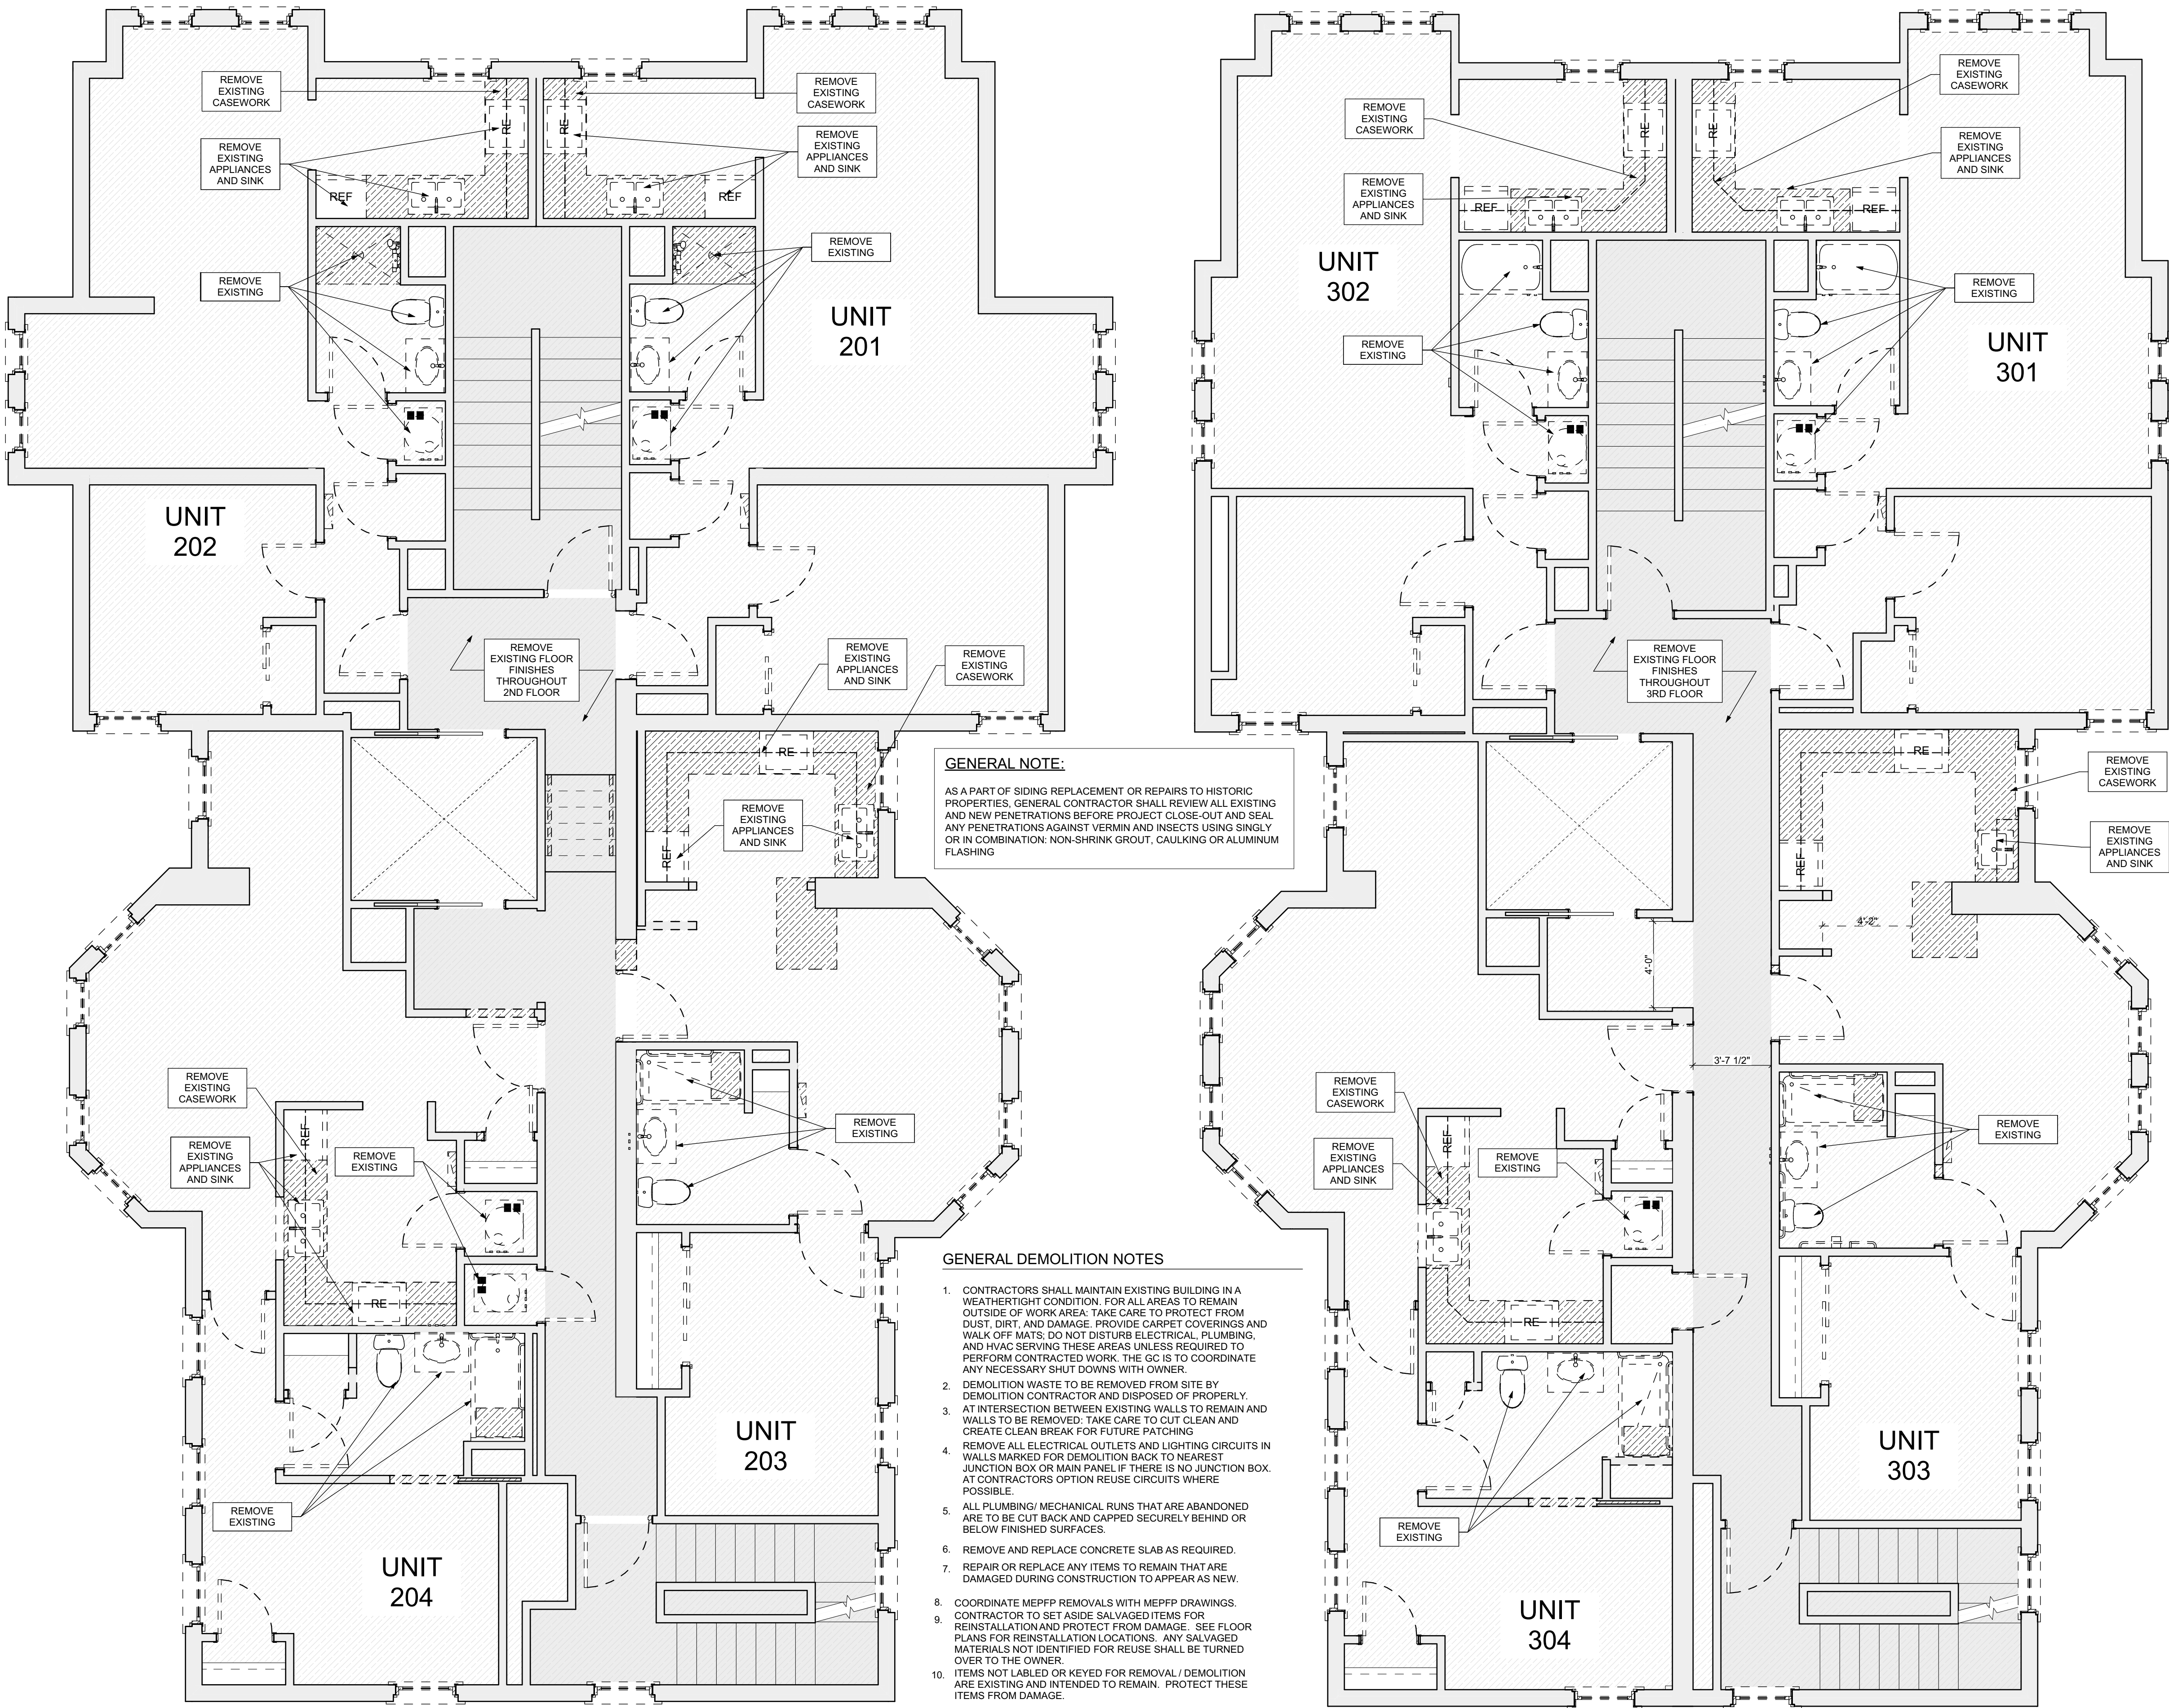 REMOVE
EXISTING
CASEWORK
REMOVE
EXISTING
APPLIANCES
AND SINK
RE
REF
REMOVE
EXISTING
UNIT
202
RE
REF
REMOVE
EXISTING
CASEWORK
REMOVE
EXISTING
APPLIANCES
AND SINK
REMOVE
EXISTING
UNIT
201
REMOVE
EXISTING FLOOR
FINISHES
THROUGHOUT
2ND FLOOR
REMOVE
EXISTING
APPLIANCES
AND SINK
REMOVE
EXISTING
CASEWORK
RE
REMOVE
EXISTING
APPLIANCES
AND SINK
REF
REMOVE
EXISTING
CASEWORK
REMOVE
EXISTING
APPLIANCES
AND SINK
REF
REMOVE
EXISTING
RE
REMOVE
EXISTING
REMOVE
EXISTING
UNIT
203
UNIT
204
GENERAL NOTE:
AS A PART OF SIDING REPLACEMENT OR REPAIRS TO HISTORIC
PROPERTIES, GENERAL CONTRACTOR SHALL REVIEW ALL EXISTING
AND NEW PENETRATIONS BEFORE PROJECT CLOSE-OUT AND SEAL
ANY PENETRATIONS AGAINST VERMIN AND INSECTS USING SINGLY
OR IN COMBINATION: NON-SHRINK GROUT, CAULKING OR ALUMINUM
FLASHING
GENERAL DEMOLITION NOTES
1. CONTRACTORS SHALL MAINTAIN EXISTING BUILDING IN A
WEATHERTIGHT CONDITION. FOR ALL AREAS TO REMAIN
OUTSIDE OF WORK AREA: TAKE CARE TO PROTECT FROM
DUST, DIRT, AND DAMAGE. PROVIDE CARPET COVERINGS AND
WALK OFF MATS; DO NOT DISTURB ELECTRICAL, PLUMBING,
AND HVAC SERVING THESE AREAS UNLESS REQUIRED TO
PERFORM CONTRACTED WORK. THE GC IS TO COORDINATE
ANY NECESSARY SHUT DOWNS WITH OWNER.
2. DEMOLITION WASTE TO BE REMOVED FROM SITE BY
DEMOLITION CONTRACTOR AND DISPOSED OF PROPERLY.
3. AT INTERSECTION BETWEEN EXISTING WALLS TO REMAIN AND
WALLS TO BE REMOVED: TAKE CARE TO CUT CLEAN AND
CREATE CLEAN BREAK FOR FUTURE PATCHING
4. REMOVE ALL ELECTRICAL OUTLETS AND LIGHTING CIRCUITS IN
WALLS MARKED FOR DEMOLITION BACK TO NEAREST
JUNCTION BOX OR MAIN PANEL IF THERE IS NO JUNCTION BOX.
AT CONTRACTORS OPTION REUSE CIRCUITS WHERE
POSSIBLE.
5. ALL PLUMBING/ MECHANICAL RUNS THAT ARE ABANDONED
ARE TO BE CUT BACK AND CAPPED SECURELY BEHIND OR
BELOW FINISHED SURFACES.
6. REMOVE AND REPLACE CONCRETE SLAB AS REQUIRED.
7. REPAIR OR REPLACE ANY ITEMS TO REMAIN THAT ARE
DAMAGED DURING CONSTRUCTION TO APPEAR AS NEW.
8. COORDINATE MEPFP REMOVALS WITH MEPFP DRAWINGS.
9. CONTRACTOR TO SET ASIDE SALVAGED ITEMS FOR
REINSTALLATION AND PROTECT FROM DAMAGE. SEE FLOOR
PLANS FOR REINSTALLATION LOCATIONS. ANY SALVAGED
MATERIALS NOT IDENTIFIED FOR REUSE SHALL BE TURNED
OVER TO THE OWNER.
10. ITEMS NOT LABLED OR KEYED FOR REMOVAL / DEMOLITION
ARE EXISTING AND INTENDED TO REMAIN. PROTECT THESE
ITEMS FROM DAMAGE.
REMOVE
EXISTING
CASEWORK
REMOVE
EXISTING
APPLIANCES
AND SINK
RE
REF
UNIT
302
REMOVE
EXISTING
RE
REF
REMOVE
EXISTING
CASEWORK
REMOVE
EXISTING
APPLIANCES
AND SINK
REMOVE
EXISTING
UNIT
301
REMOVE
EXISTING FLOOR
FINISHES
THROUGHOUT
3RD FLOOR
RE
REF
REMOVE
EXISTING
CASEWORK
REMOVE
EXISTING
APPLIANCES
AND SINK
4'-2"
4'-0"
3'-7 1/2"
REMOVE
EXISTING
CASEWORK
REMOVE
EXISTING
APPLIANCES
AND SINK
REF
REMOVE
EXISTING
RE
REMOVE
EXISTING
REMOVE
EXISTING
UNIT
303
UNIT
304